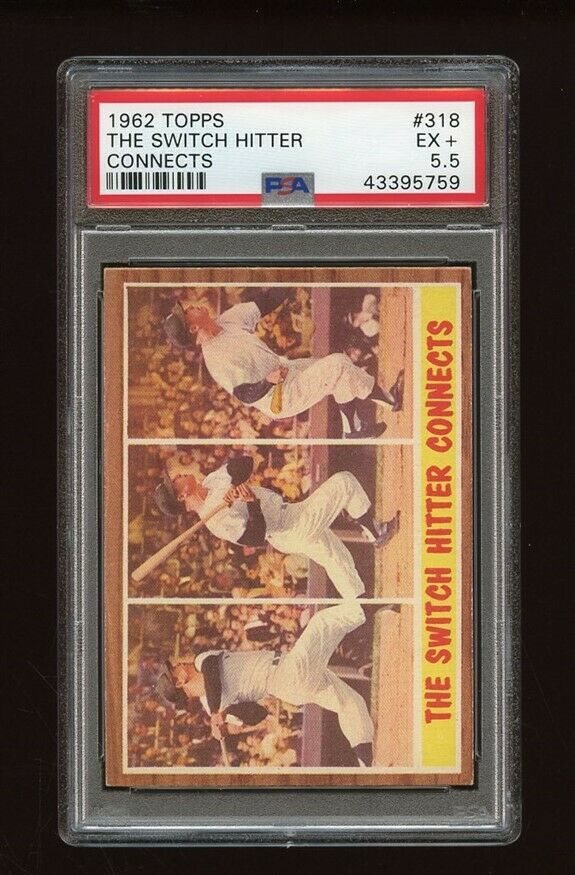 1962 TOPPS #318
THE SWITCH HITTER EX +
CONNECTS 5.5
PSA 43395759
THE SWITCH HITTER CONNECTS